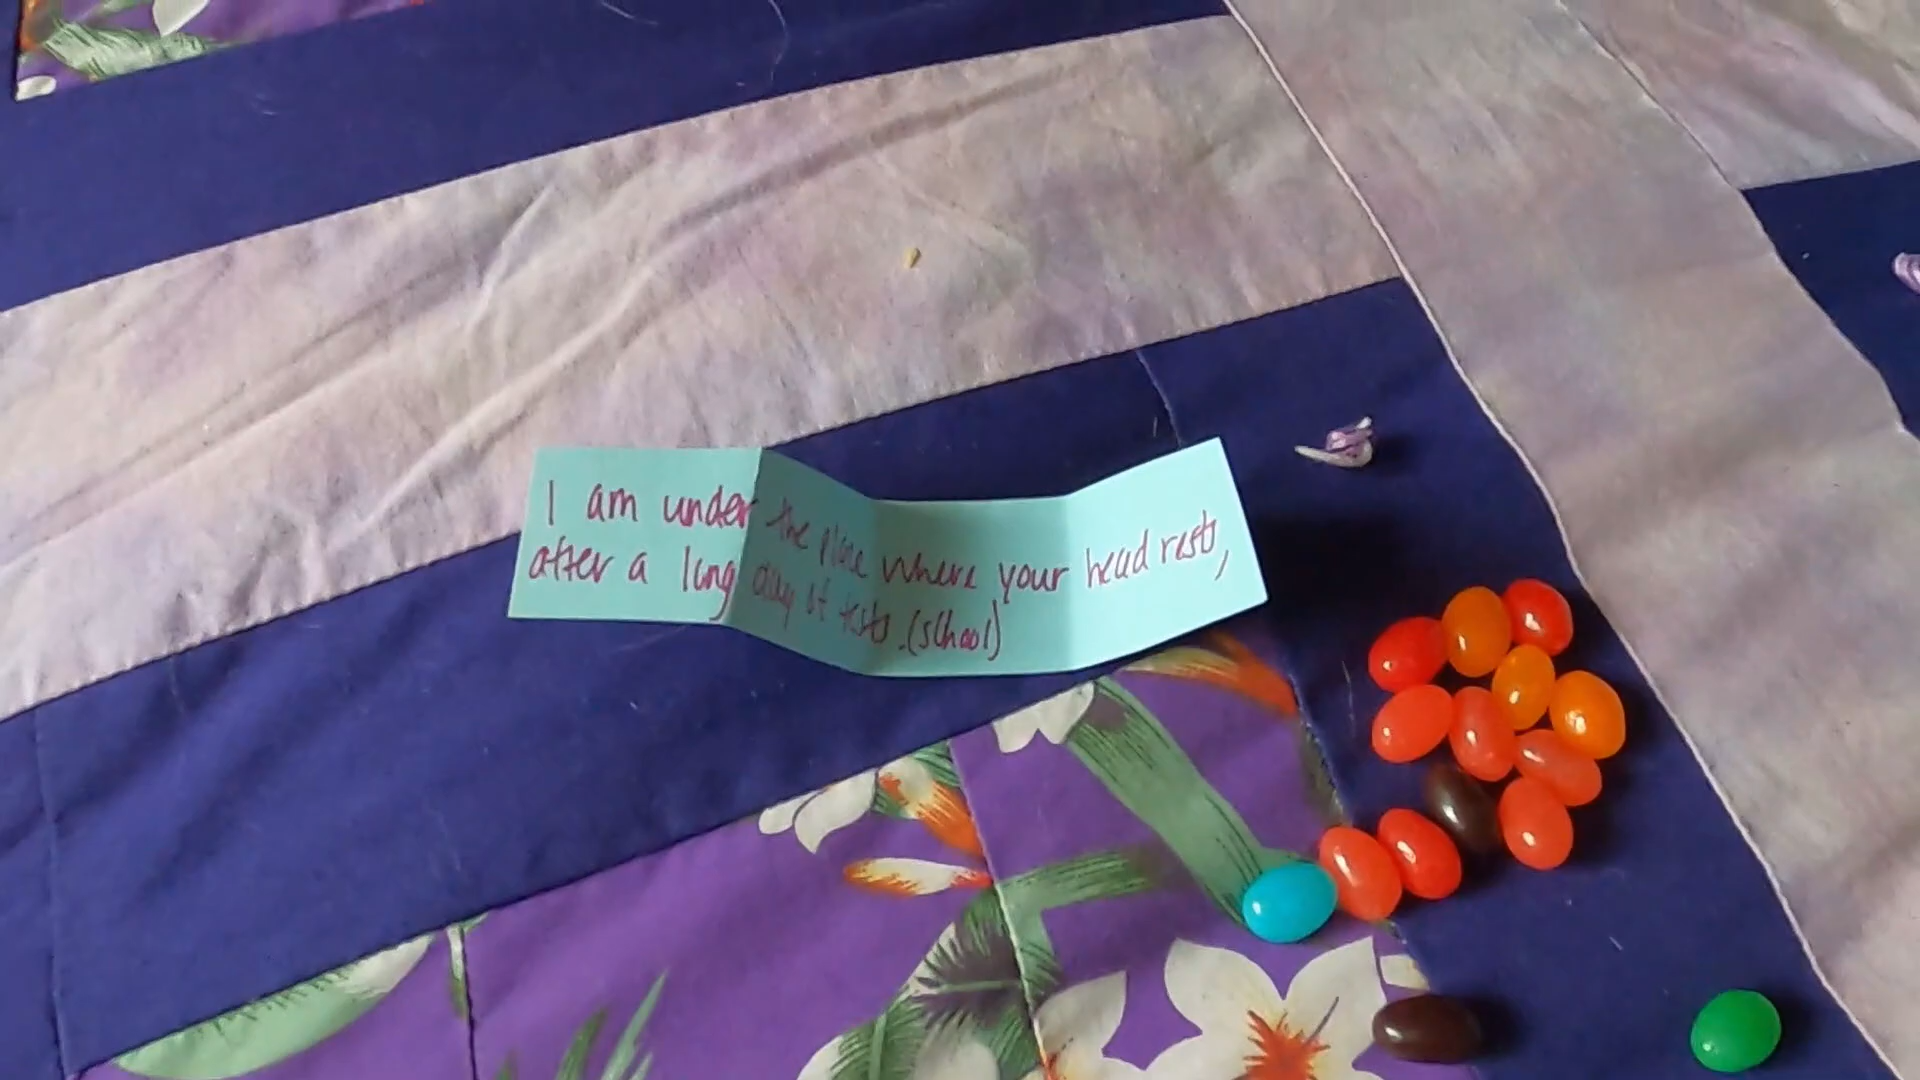 I am under the place where your head rests,
after a long day of tests.(school)